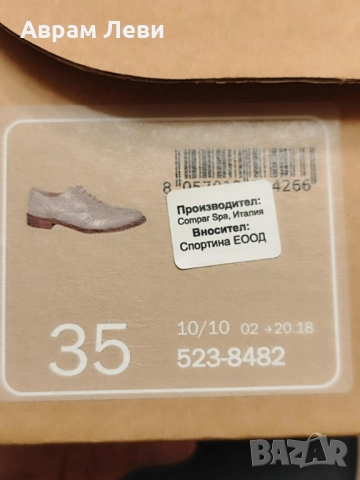 Аврам Леви
8 057 4266
Производител:
Compar Spa, Италия
Вносител:
Спортина ЕООД
35
10/10 02→20.18
523-8482
BAZAR